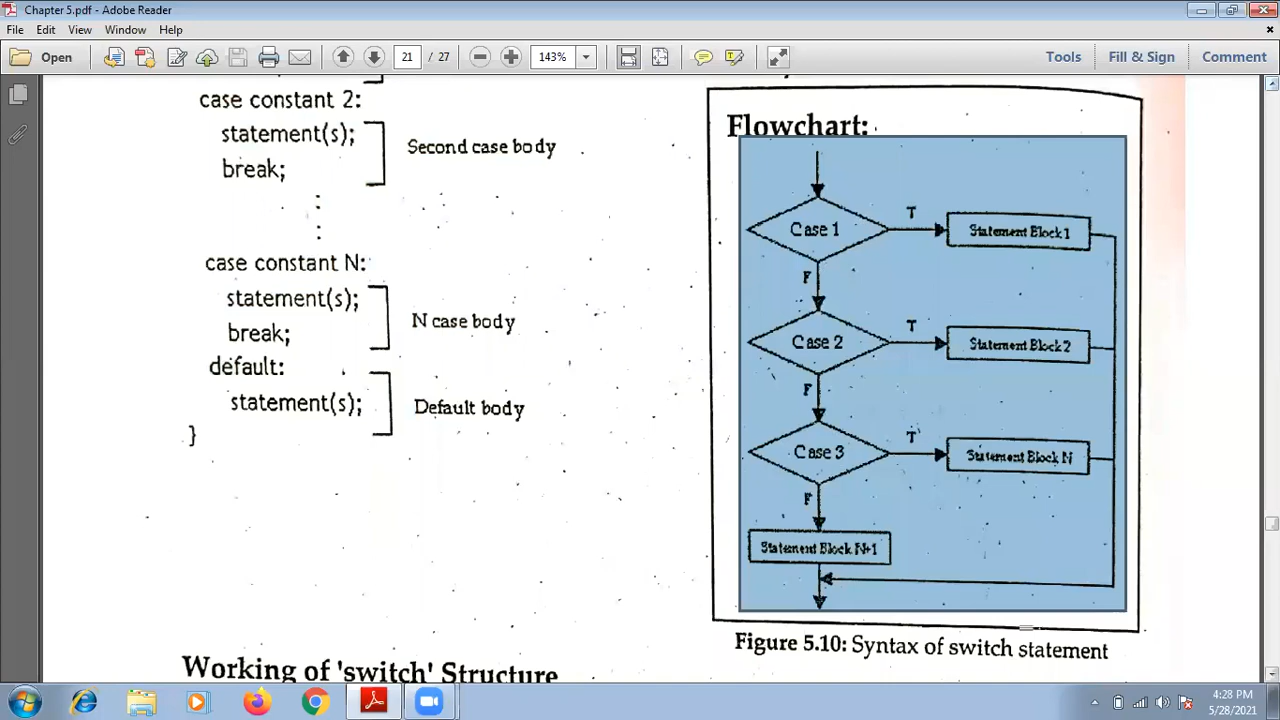 Chapter 5.pdf - Adobe Reader
File Edit View Window Help
Open 21 / 27 143% Tools Fill & Sign Comment
case constant 2:
statement(s);
break;
Second case body
:
:
case constant N:
statement(s);
break;
N case body
default:
statement(s);
Default body
}
Flowchart:
Case 1
T
Statement Block 1
F
Case 2
T
Statement Block 2
F
Case 3
T
Statement Block N
F
Statement Block N+1
Figure 5.10: Syntax of switch statement
Working of 'switch' Structure
4:28 PM
5/28/2021